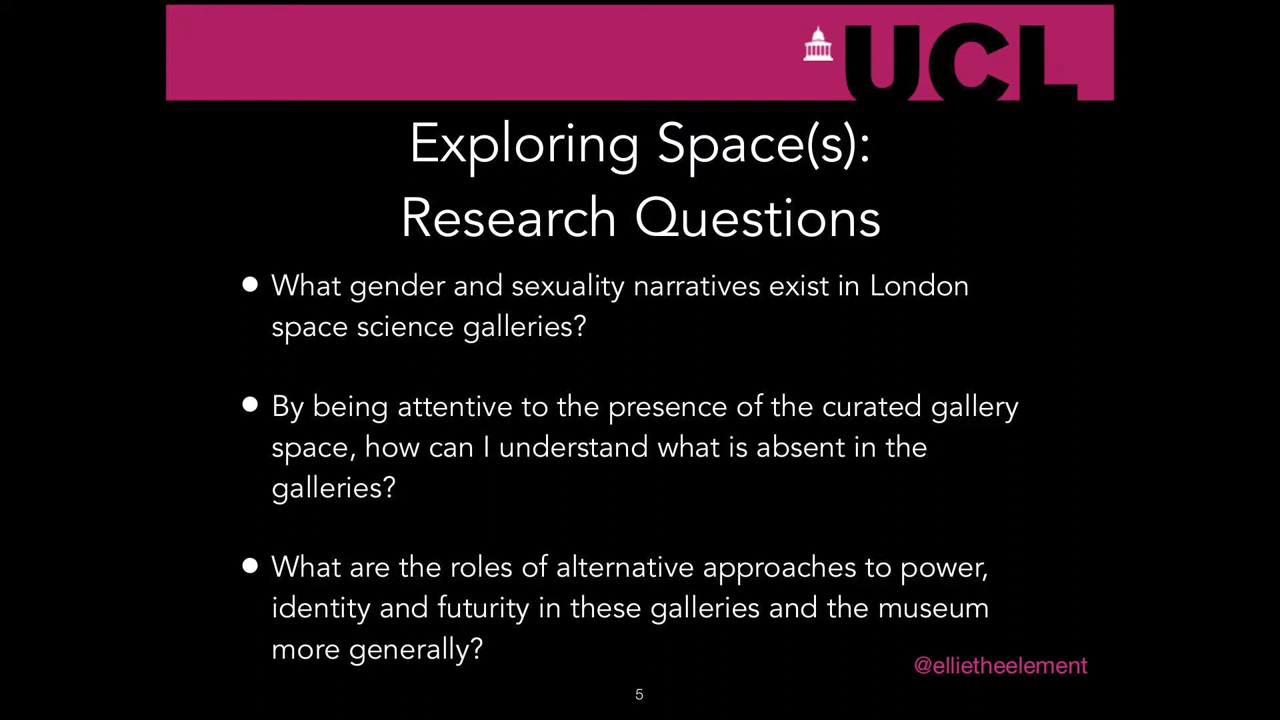 UCL
Exploring Space(s):
Research Questions
• What gender and sexuality narratives exist in London
space science galleries?
• By being attentive to the presence of the curated gallery
space, how can I understand what is absent in the
galleries?
• What are the roles of alternative approaches to power,
identity and futurity in these galleries and the museum
more generally?
@ellietheelement
5